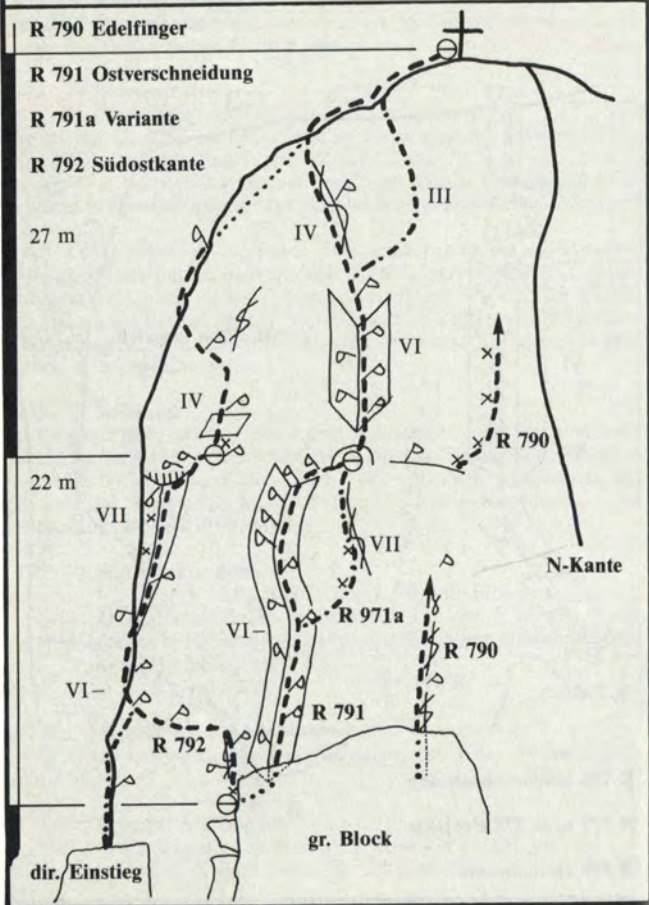 R 790 Edelfinger
R 791 Ostverschneidung
R 791a Variante
R 792 Südostkante
III
27 m
IV
VI
IV
R 790
22 m
VII
VII
N-Kante
R 971a
VI–
R 790
VI–
R 791
R 792
gr. Block
dir. Einstieg